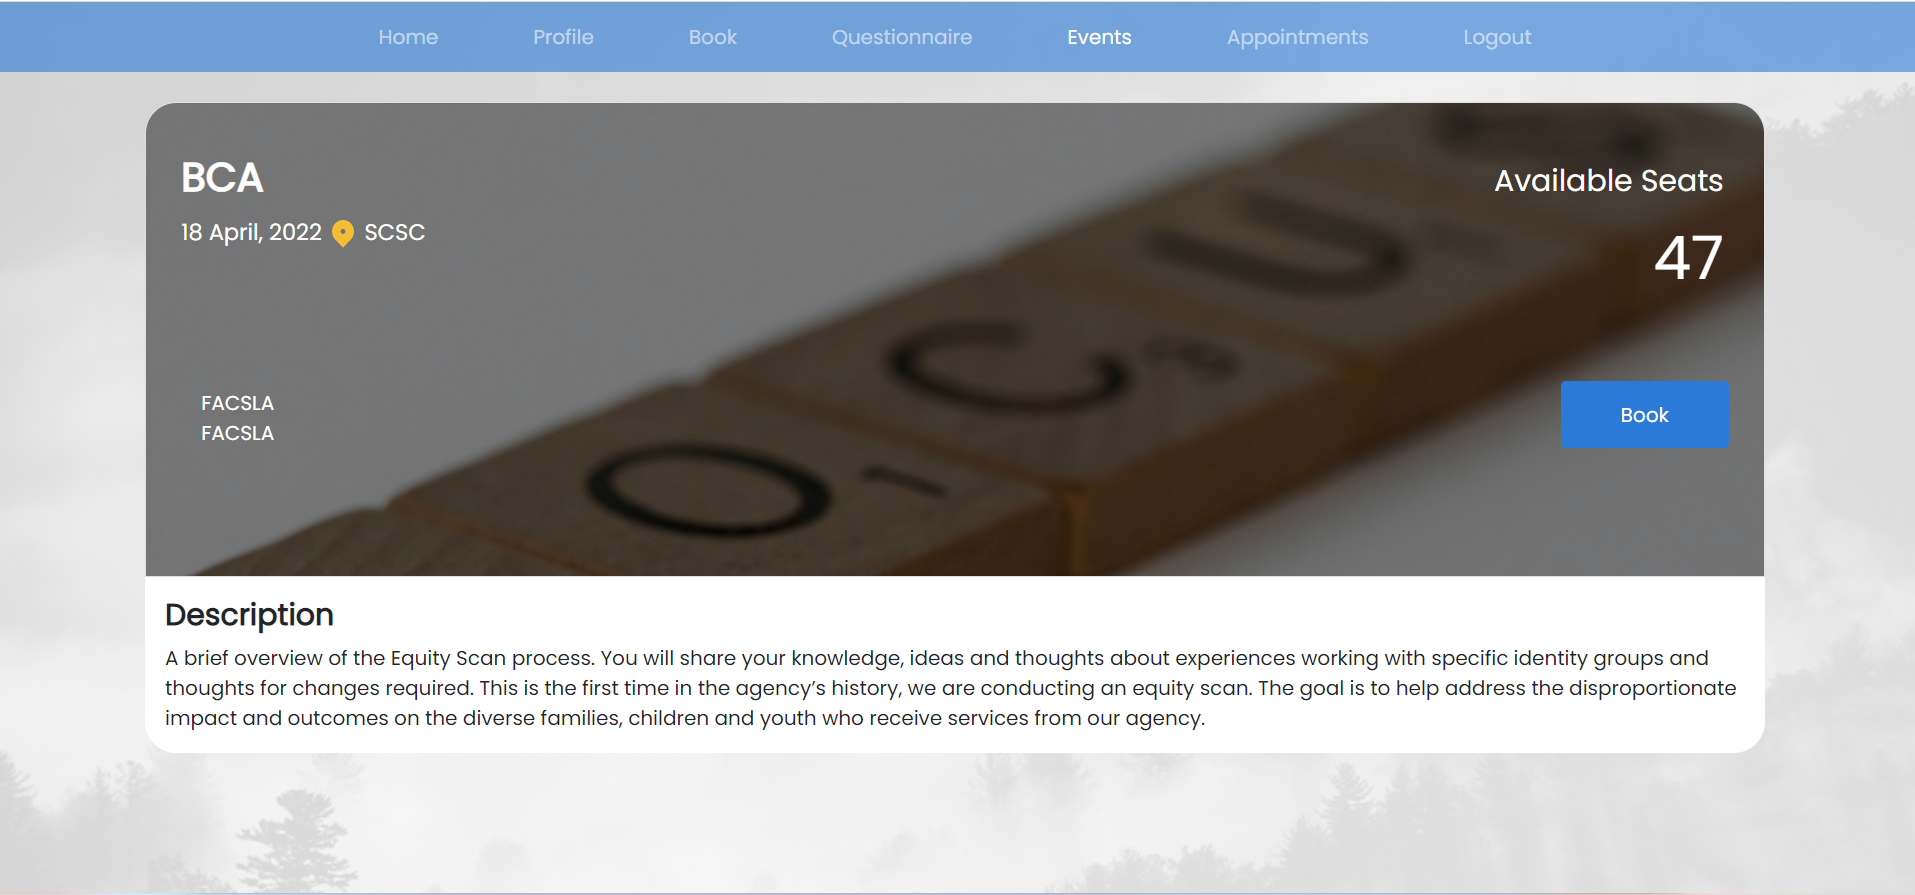 Home Profile Book Questionnaire Events Appointments Logout
BCA
Available Seats
18 April, 2022 SCSC
47
FACSLA
FACSLA
Book
O 1 C 3 U
Description
A brief overview of the Equity Scan process. You will share your knowledge, ideas and thoughts about experiences working with specific identity groups and
thoughts for changes required. This is the first time in the agency’s history, we are conducting an equity scan. The goal is to help address the disproportionate
impact and outcomes on the diverse families, children and youth who receive services from our agency.